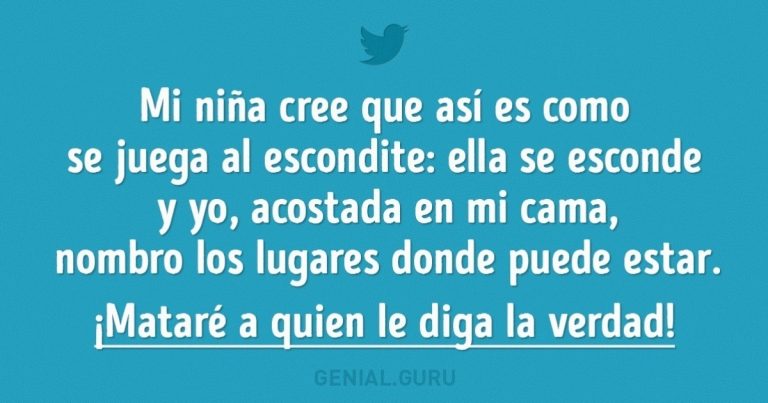 Mi niña cree que así es como
se juega al escondite: ella se esconde
y yo, acostada en mi cama,
nombro los lugares donde puede estar.
¡Mataré a quien le diga la verdad!
GENIAL.GURU